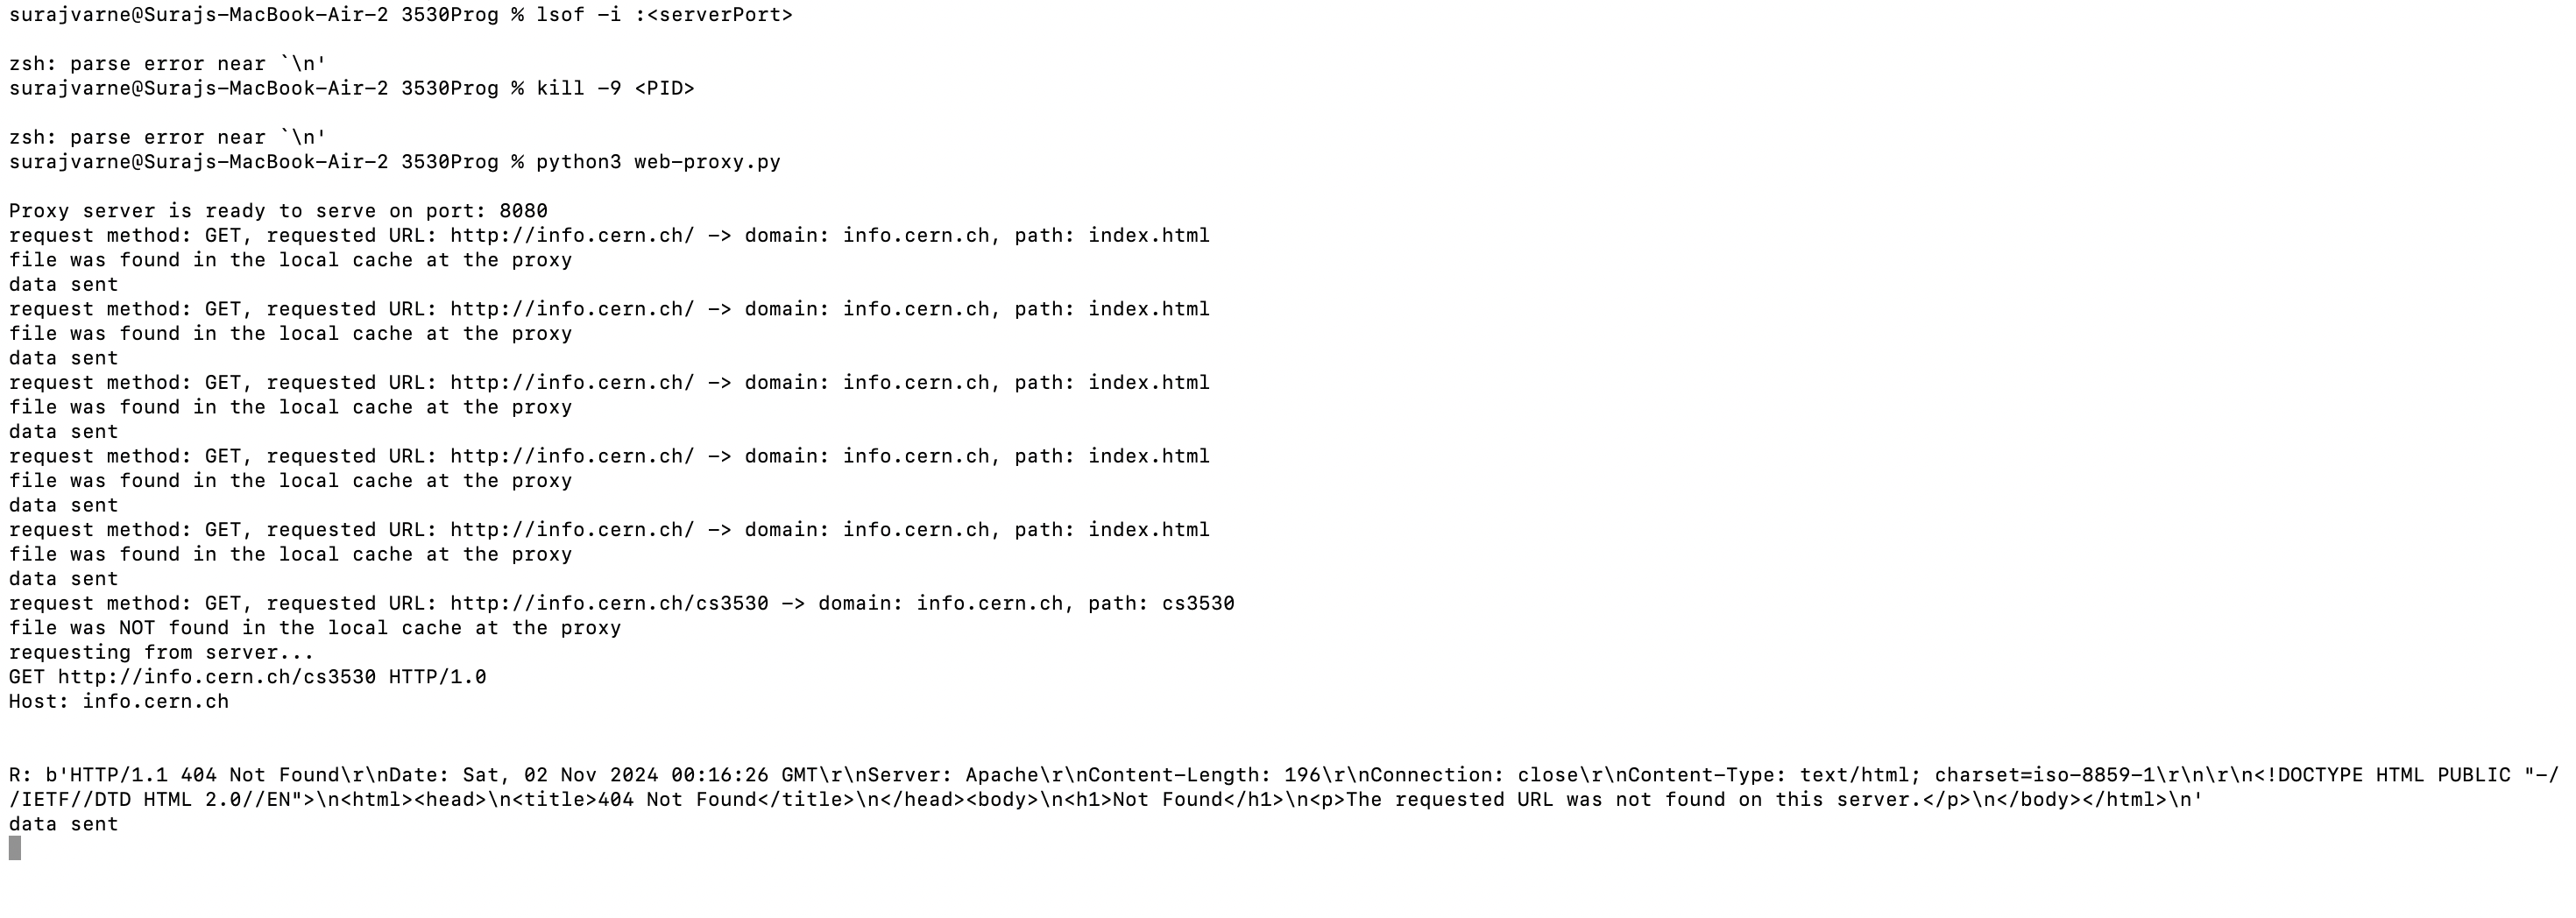 surajvarne@Surajs-MacBook-Air-2 3530Prog % lsof -i :<serverPort>
zsh: parse error near `\n'
surajvarne@Surajs-MacBook-Air-2 3530Prog % kill -9 <PID>
zsh: parse error near `\n'
surajvarne@Surajs-MacBook-Air-2 3530Prog % python3 web-proxy.py
Proxy server is ready to serve on port: 8080
request method: GET, requested URL: http://info.cern.ch/ -> domain: info.cern.ch, path: index.html
file was found in the local cache at the proxy
data sent
request method: GET, requested URL: http://info.cern.ch/ -> domain: info.cern.ch, path: index.html
file was found in the local cache at the proxy
data sent
request method: GET, requested URL: http://info.cern.ch/ -> domain: info.cern.ch, path: index.html
file was found in the local cache at the proxy
data sent
request method: GET, requested URL: http://info.cern.ch/ -> domain: info.cern.ch, path: index.html
file was found in the local cache at the proxy
data sent
request method: GET, requested URL: http://info.cern.ch/ -> domain: info.cern.ch, path: index.html
file was found in the local cache at the proxy
data sent
request method: GET, requested URL: http://info.cern.ch/cs3530 -> domain: info.cern.ch, path: cs3530
file was NOT found in the local cache at the proxy
requesting from server...
GET http://info.cern.ch/cs3530 HTTP/1.0
Host: info.cern.ch
R: b'HTTP/1.1 404 Not Found\r\nDate: Sat, 02 Nov 2024 00:16:26 GMT\r\nServer: Apache\r\nContent-Length: 196\r\nConnection: close\r\nContent-Type: text/html; charset=iso-8859-1\r\n\r\n<!DOCTYPE HTML PUBLIC "-/
/IETF//DTD HTML 2.0//EN">\n<html><head>\n<title>404 Not Found</title>\n</head><body>\n<h1>Not Found</h1>\n<p>The requested URL was not found on this server.</p>\n</body></html>\n'
data sent